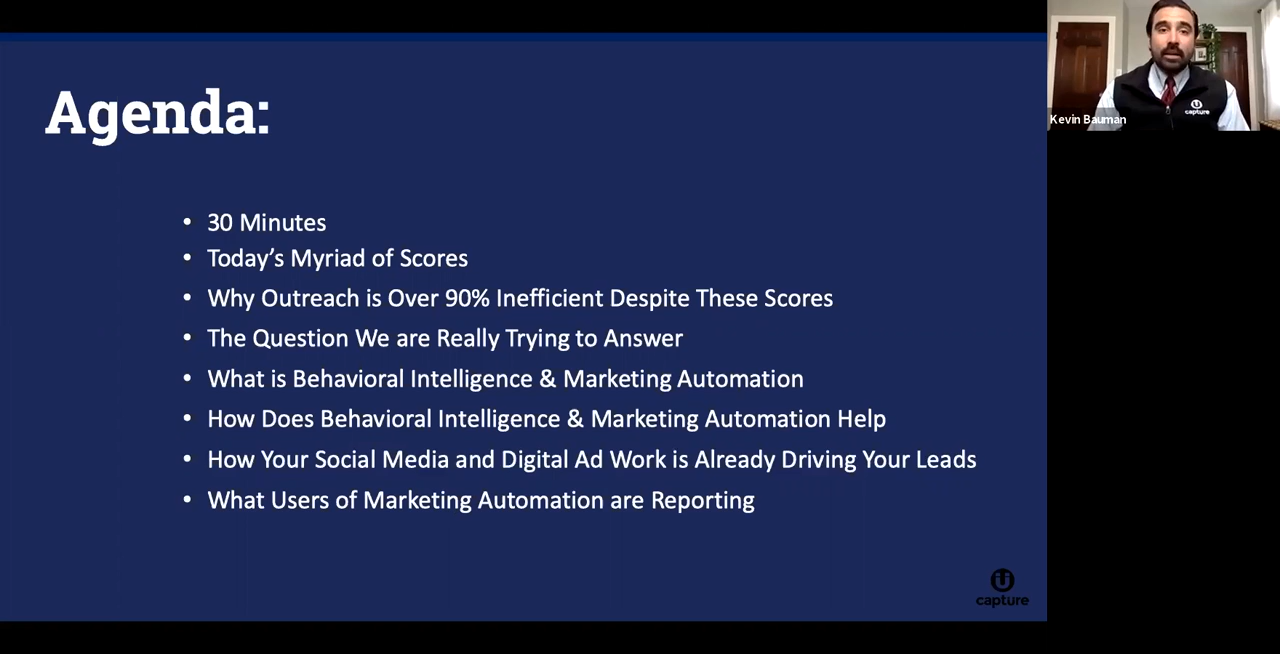 Agenda:
• 30 Minutes
• Today's Myriad of Scores
• Why Outreach is Over 90% Inefficient Despite These Scores
• The Question We are Really Trying to Answer
• What is Behavioral Intelligence & Marketing Automation
• How Does Behavioral Intelligence & Marketing Automation Help
• How Your Social Media and Digital Ad Work is Already Driving Your Leads
• What Users of Marketing Automation are Reporting
capture
capture
Kevin Bauman